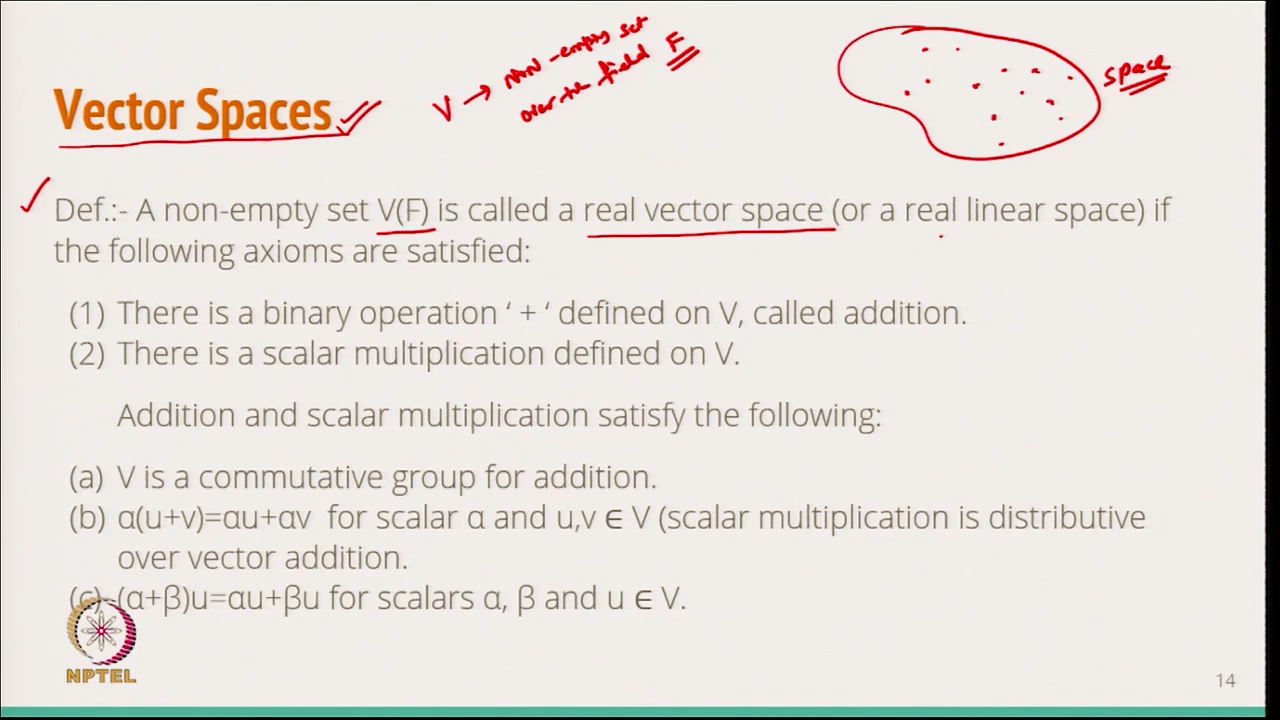 V → non-empty set
over the field F
space
Vector Spaces
Def.:- A non-empty set V(F) is called a real vector space (or a real linear space) if
the following axioms are satisfied:
(1) There is a binary operation ‘ + ‘ defined on V, called addition.
(2) There is a scalar multiplication defined on V.
Addition and scalar multiplication satisfy the following:
(a) V is a commutative group for addition.
(b) α(u+v)=αu+αv for scalar α and u,v ∈ V (scalar multiplication is distributive
over vector addition.
(c) (α+β)u=αu+βu for scalars α, β and u ∈ V.
NPTEL
14